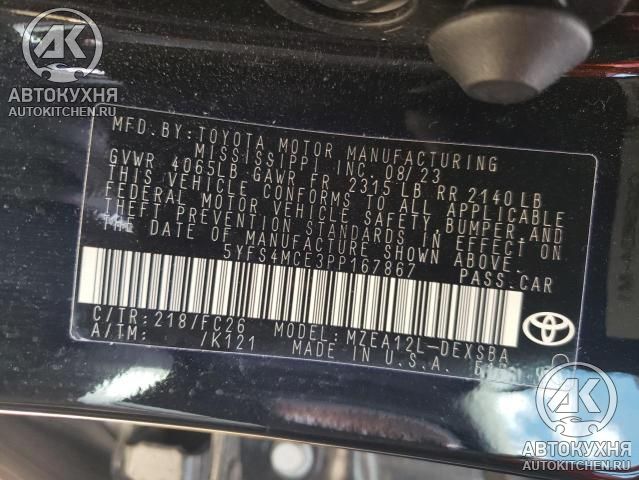 АК
АВТОКУХНЯ
AUTOKITCHEN.RU
MFD. BY: TOYOTA MOTOR MANUFACTURING
MISSISSIPPI, INC. 08/23
GVWR 4065LB GAWR FR. 2315 LB RR 2140 LB
THIS VEHICLE CONFORMS TO ALL APPLICABLE
FEDERAL MOTOR VEHICLE SAFETY, BUMPER, AND
THEFT PREVENTION STANDARDS IN EFFECT ON
THE DATE OF MANUFACTURE SHOWN ABOVE.
5YFS4MCE3PP167867 PASS. CAR
C/TR: 218/FC26 MODEL: MZEA12L-DEXSBA
A/TM: /K121 MADE IN U.S.A.
АК
АВТОКУХНЯ
AUTOKITCHEN.RU